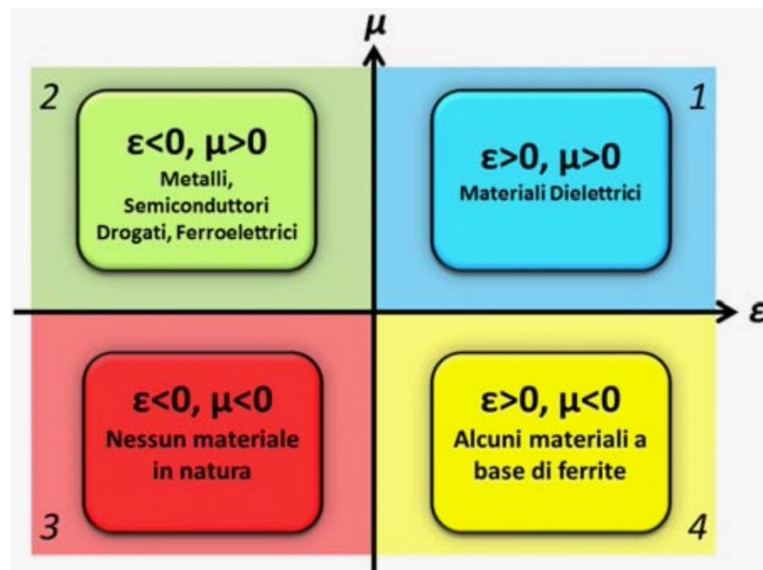 μ
2
ε<0, μ>0
Metalli,
Semiconduttori
Drogati, Ferroelettrici
1
ε>0, μ>0
Materiali Dielettrici
ε
ε<0, μ<0
Nessun materiale
in natura
3
ε>0, μ<0
Alcuni materiali a
base di ferrite
4